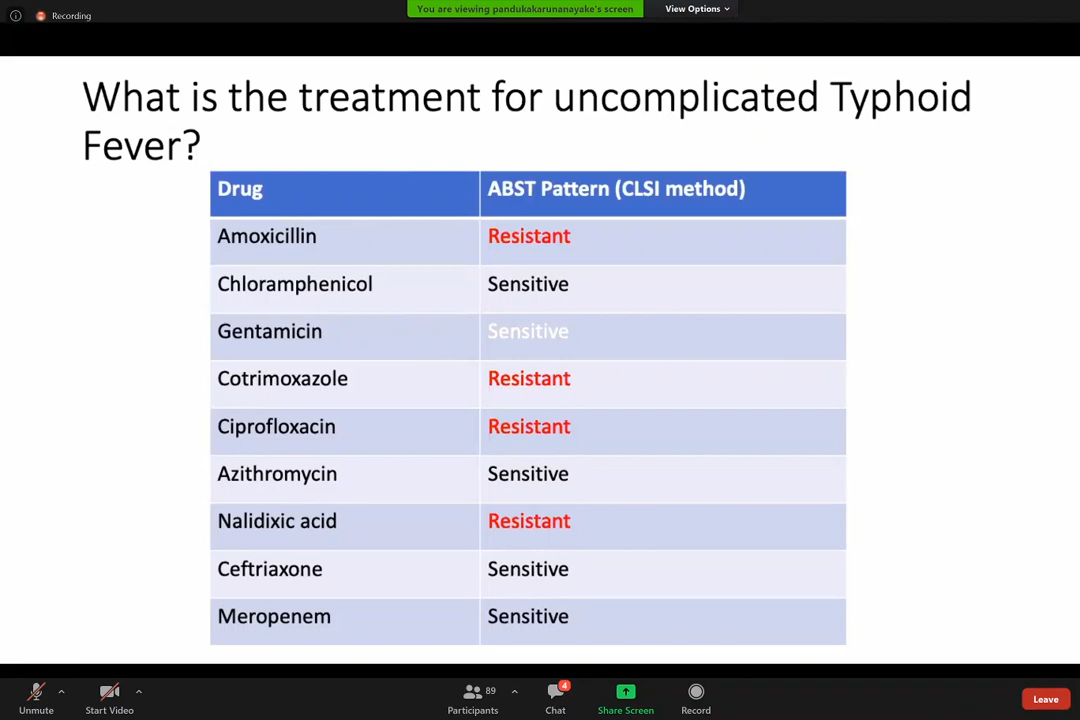 Recording
You are viewing pandukakarunanayake's screen
View Options
What is the treatment for uncomplicated Typhoid
Fever?
Drug ABST Pattern (CLSI method)
Amoxicillin Resistant
Chloramphenicol Sensitive
Gentamicin Sensitive
Cotrimoxazole Resistant
Ciprofloxacin Resistant
Azithromycin Sensitive
Nalidixic acid Resistant
Ceftriaxone Sensitive
Meropenem Sensitive
89
4
Unmute Start Video Participants Chat Share Screen Record Leave